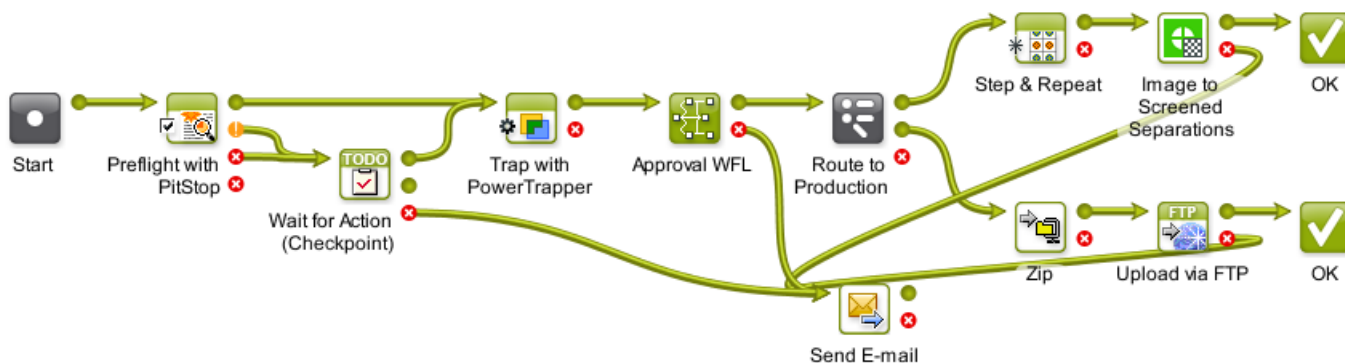 Start
Preflight with
PitStop
TODO
Wait for Action
(Checkpoint)
Trap with
PowerTrapper
Approval WFL
Route to
Production
Step & Repeat
Image to
Screened
Separations
OK
Zip
FTP
Upload via FTP
OK
Send E-mail